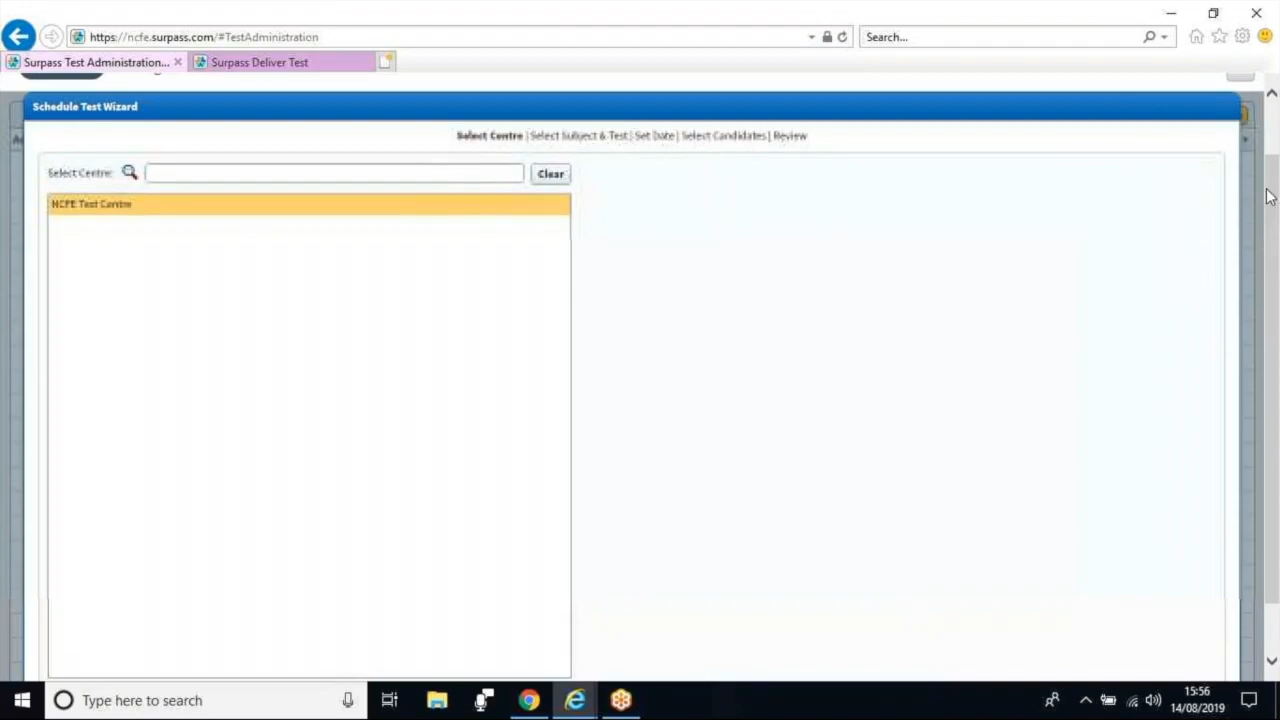 https://ncfe.surpass.com/#TestAdministration
Search...
Surpass Test Administration...
Surpass Deliver Test
Schedule Test Wizard
Select Centre | Select Subject & Test | Set Date | Select Candidates | Review
Select Centre:
Clear
NCFE Test Centre
Type here to search
15:56
14/08/2019